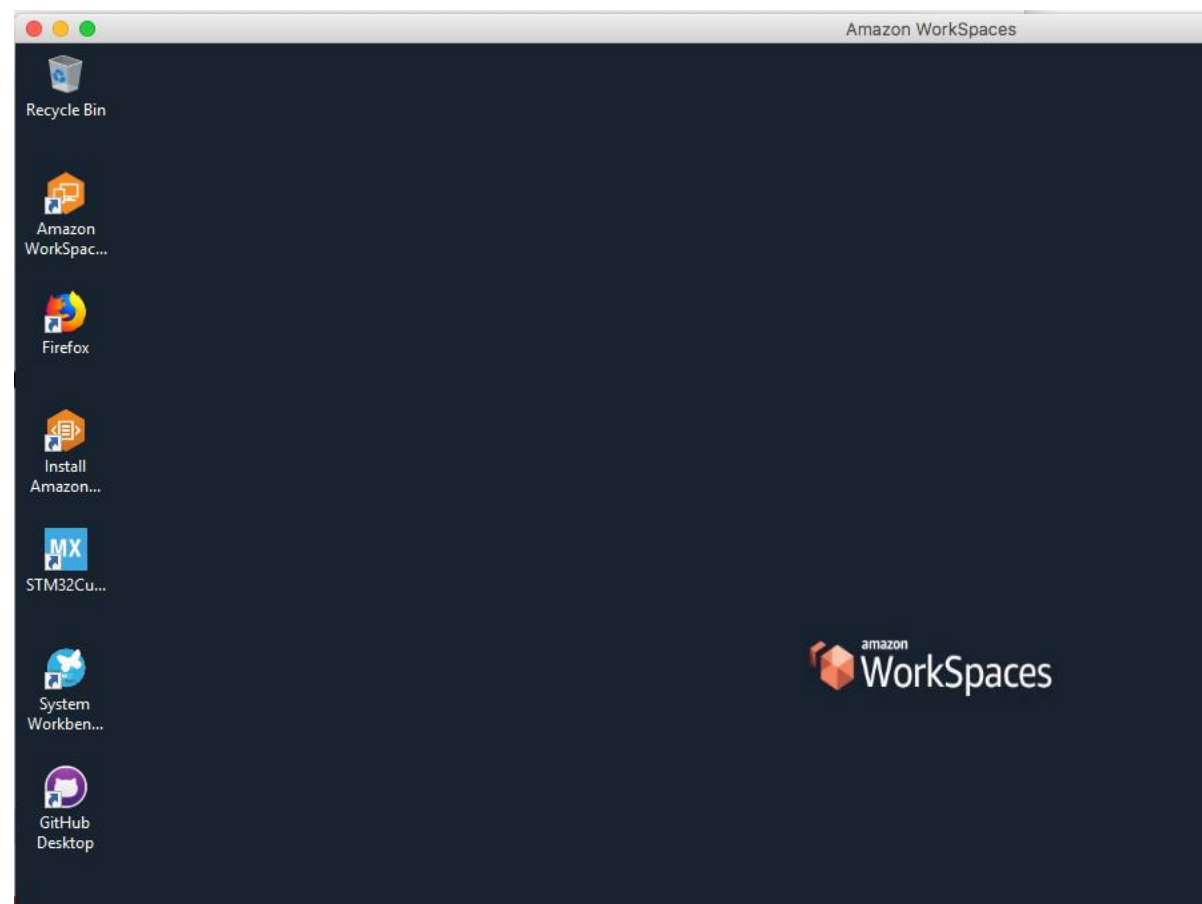 Amazon WorkSpaces
Recycle Bin
Amazon
WorkSpac...
Firefox
Install
Amazon...
MX
STM32Cu...
System
Workben...
GitHub
Desktop
amazon
WorkSpaces